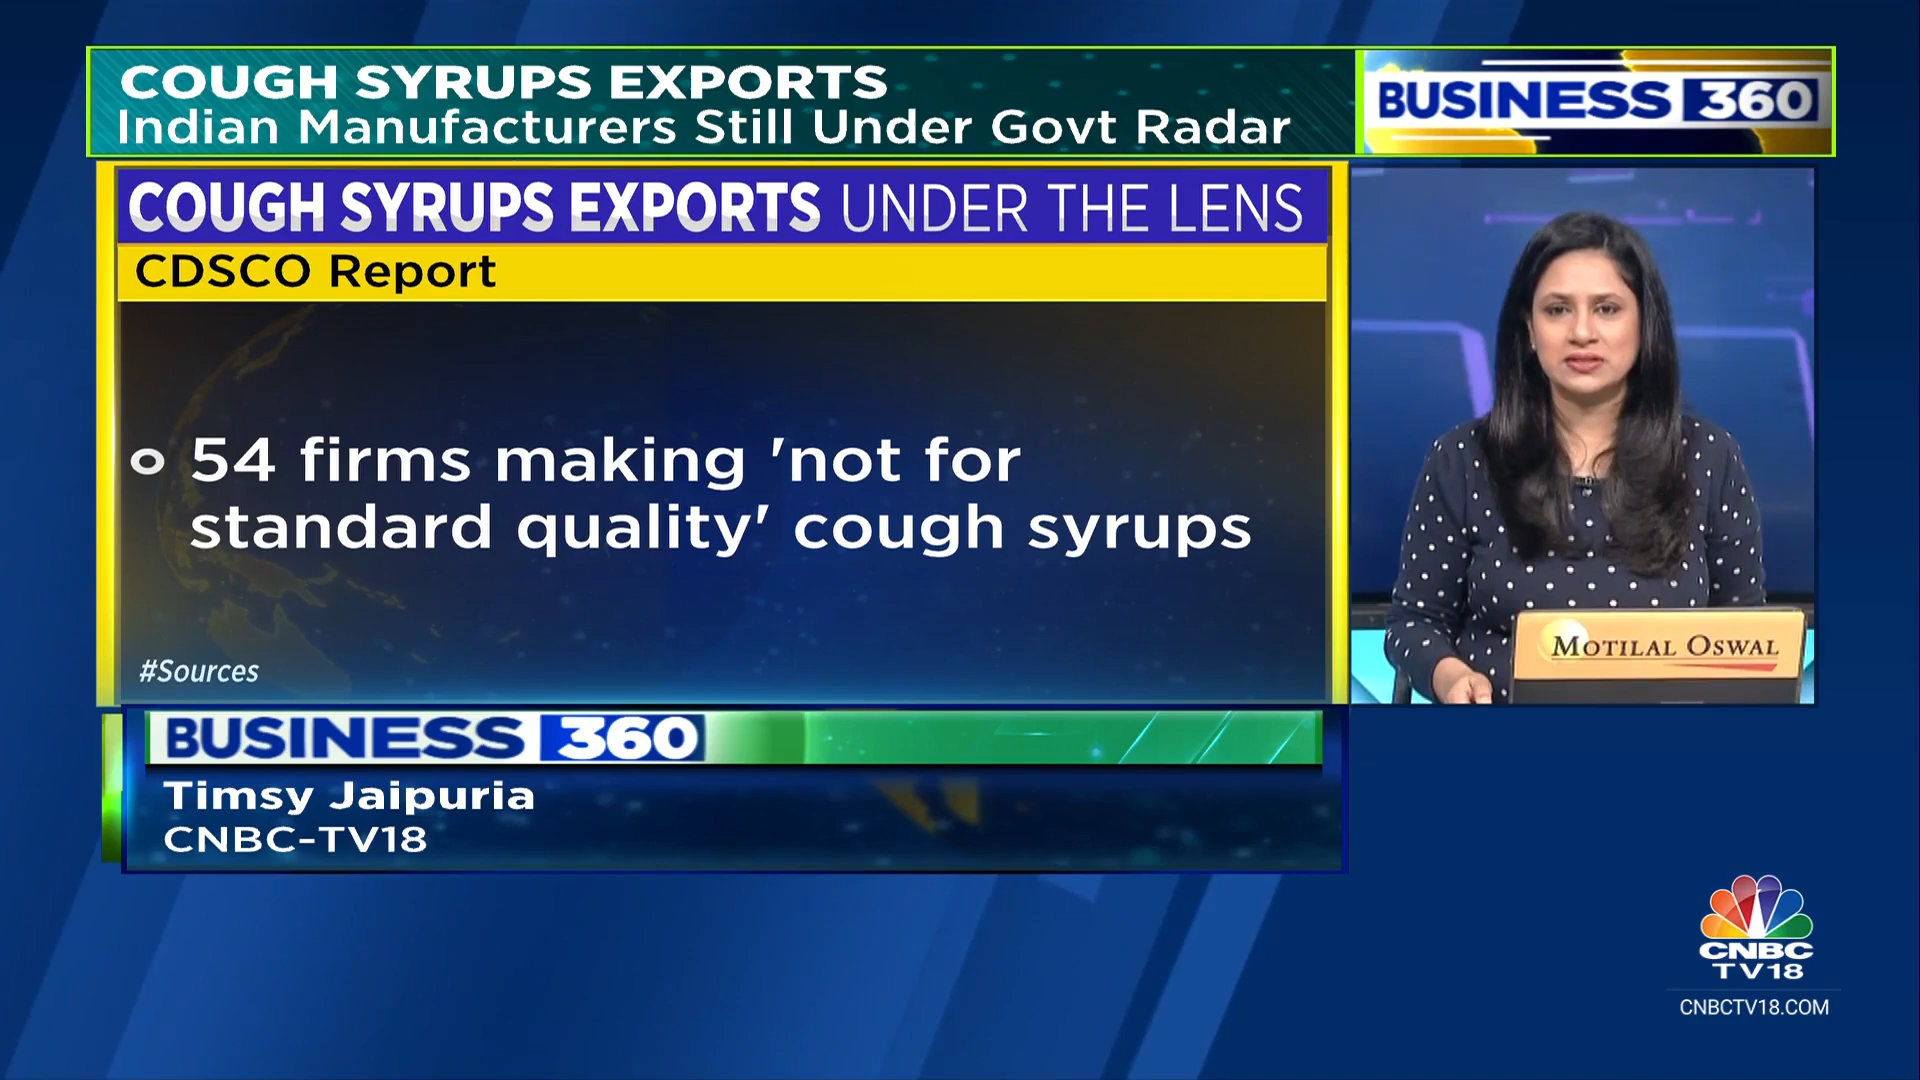 COUGH SYRUPS EXPORTS
Indian Manufacturers Still Under Govt Radar
BUSINESS 360
COUGH SYRUPS EXPORTS UNDER THE LENS
CDSCO Report
o 54 firms making 'not for
standard quality' cough syrups
#Sources
MOTILAL OSWAL
BUSINESS 360
Timsy Jaipuria
CNBC-TV18
CNBC
TV18
CNBCTV18.COM